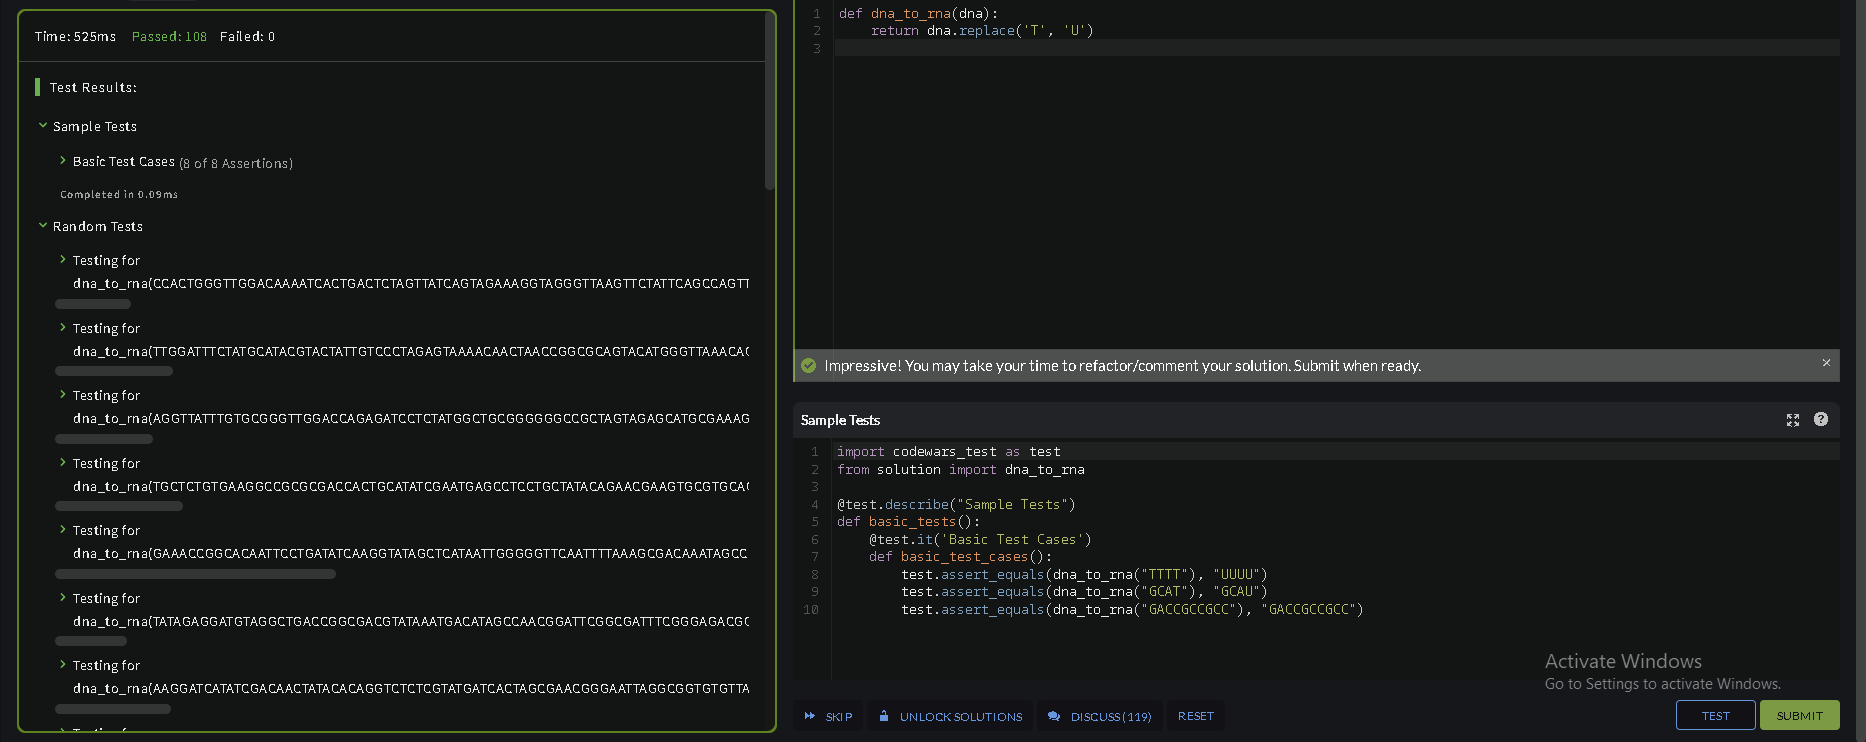 Time: 525ms Passed: 108 Failed: 0
Test Results:
Sample Tests
Basic Test Cases (8 of 8 Assertions)
Completed in 0.09ms
Random Tests
Testing for
dna_to_rna(CCACTGGGTTGGACAAAATCACTGACTCTAGTTATCAGTAGAAAGGTAGGGTTAAGTTCTATTCAGCCAGTT
Testing for
dna_to_rna(TTGGATTTCTATGCATACGTACTATTGTCCCTAGAGTAAAACAACTAACCGGCGCAGTACATGGGTTAAACAG
Testing for
dna_to_rna(AGGTTATTTGTGCGGGTTGGACCAGAGATCCTCTATGGCTGCGGGGGGCCGCTAGTAGAGCATGCGAAAG
Testing for
dna_to_rna(TGCTCTGTGAAGGCCGCGCGACCACTGCATATCGAATGAGCCTCCTGCTATACAGAACGAAGTGCGTGCAG
Testing for
dna_to_rna(GAAACCGGCACAATTCCTGATATCAAGGTATAGCTCATAATTGGGGGTTCAATTTTAAAGCGACAAATAGCC
Testing for
dna_to_rna(TATAGAGGATGTAGGCTGACCGGCGACGTATAAATGACATAGCCAACGGATTCGGCGATTTCGGGAGACGC
Testing for
dna_to_rna(AAGGATCATATCGACAACTATACACAGGTCTCTCGTATGATCACTAGCGAACGGGAATTAGGCGGTGTGTTA
1 def dna_to_rna(dna):
2 return dna.replace('T', 'U')
3
Impressive! You may take your time to refactor/comment your solution. Submit when ready.
Sample Tests
1 import codewars_test as test
2 from solution import dna_to_rna
3
4 @test.describe("Sample Tests")
5 def basic_tests():
6 @test.it('Basic Test Cases')
7 def basic_test_cases():
8 test.assert_equals(dna_to_rna("TTTT"), "UUUU")
9 test.assert_equals(dna_to_rna("GCAT"), "GCAU")
10 test.assert_equals(dna_to_rna("GACCGCCGCC"), "GACCGCCGCC")
Activate Windows
Go to Settings to activate Windows.
SKIP UNLOCK SOLUTIONS DISCUSS (119) RESET TEST SUBMIT